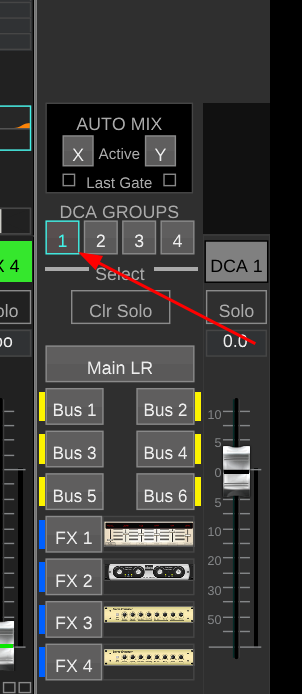 AUTO MIX
X Active Y
Last Gate
DCA GROUPS
1 2 3 4
Select
X 4
DCA 1
olo
Clr Solo
Solo
0.0
Main LR
Bus 1 Bus 2
10
Bus 3 Bus 4
5
0
Bus 5 Bus 6
5
FX 1
10
FX 2
20
30
FX 3
50
FX 4